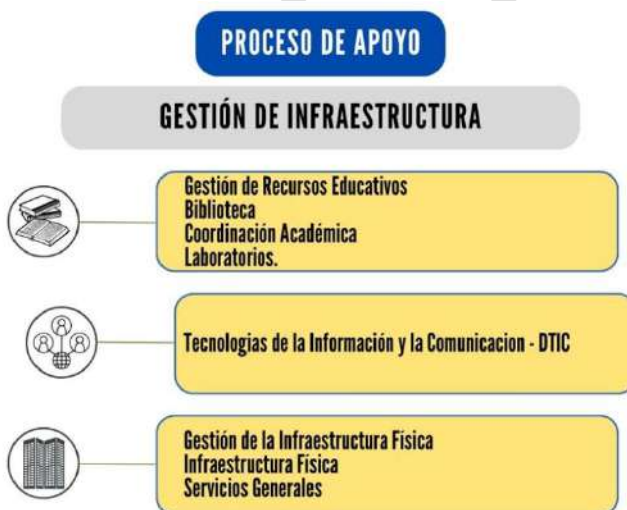 PROCESO DE APOYO
GESTIÓN DE INFRAESTRUCTURA
Gestión de Recursos Educativos
Biblioteca
Coordinación Académica
Laboratorios.
Tecnologías de la Información y la Comunicacion - DTIC
Gestión de la Infraestructura Física
Infraestructura Física
Servicios Generales